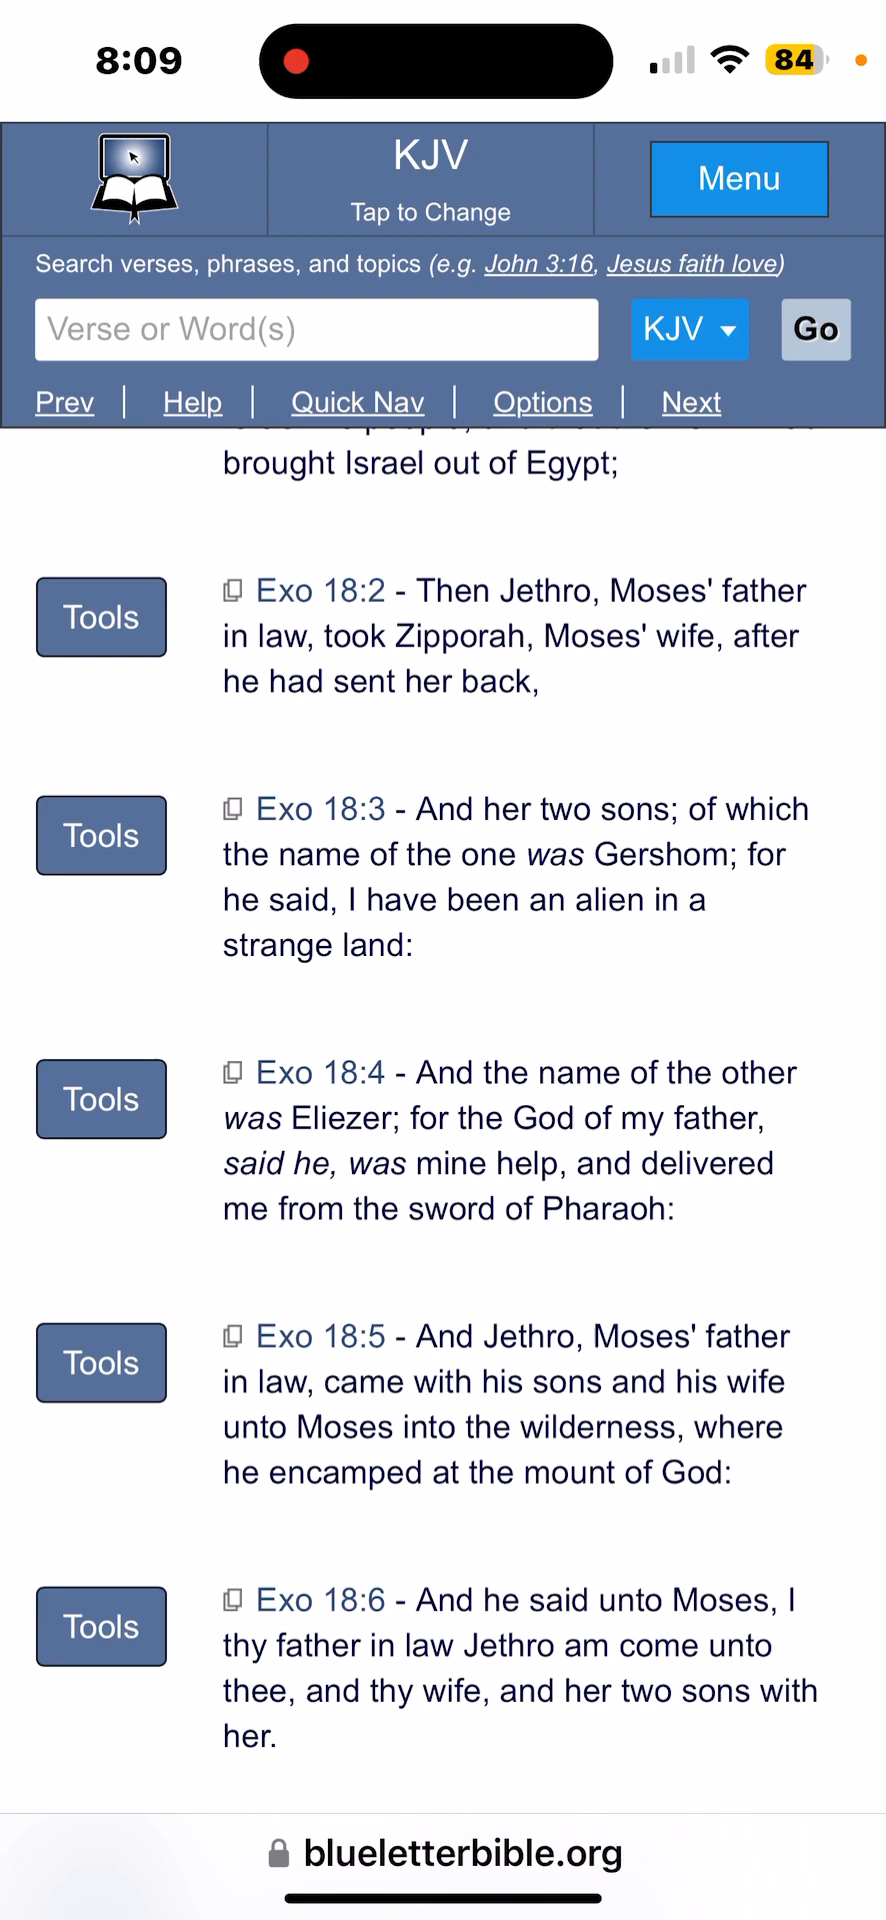 8:09
84
KJV
Tap to Change
Menu
Search verses, phrases, and topics (e.g. John 3:16, Jesus faith love)
Verse or Word(s)
KJV
Go
Prev | Help | Quick Nav | Options | Next
brought Israel out of Egypt;
Tools
Exo 18:2 - Then Jethro, Moses' father
in law, took Zipporah, Moses' wife, after
he had sent her back,
Tools
Exo 18:3 - And her two sons; of which
the name of the one was Gershom; for
he said, I have been an alien in a
strange land:
Tools
Exo 18:4 - And the name of the other
was Eliezer; for the God of my father,
said he, was mine help, and delivered
me from the sword of Pharaoh:
Tools
Exo 18:5 - And Jethro, Moses' father
in law, came with his sons and his wife
unto Moses into the wilderness, where
he encamped at the mount of God:
Tools
Exo 18:6 - And he said unto Moses, I
thy father in law Jethro am come unto
thee, and thy wife, and her two sons with
her.
blueletterbible.org